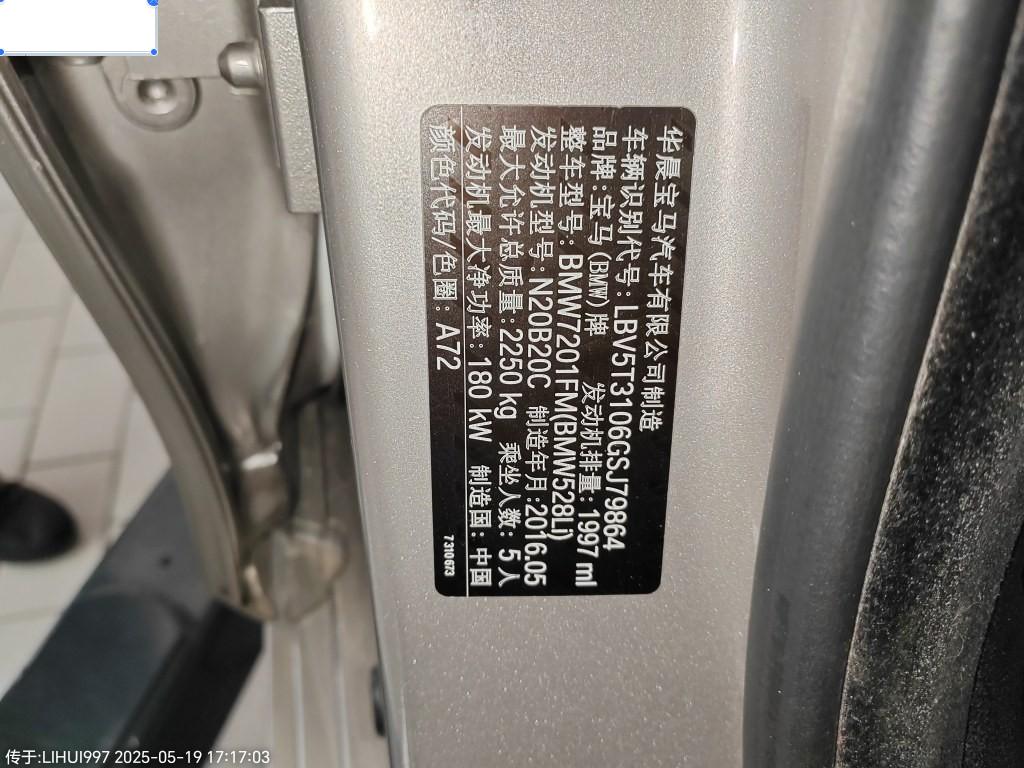 华晨宝马汽车有限公司制造
车辆识别代号:LBV5T3106GSJ79864
品牌:宝马(BMW)牌 发动机排量:1997 ml
整车型号:BMW7201FM(BMW528Li)
发动机型号:N20B20C 制造年月:2016.05
最大允许总质量:2250 kg 乘坐人数:5人
发动机最大净功率:180 kW 制造国:中国
颜色代码/色圈:A72
7310673
传于:LIHUI997 2025-05-19 17:17:03